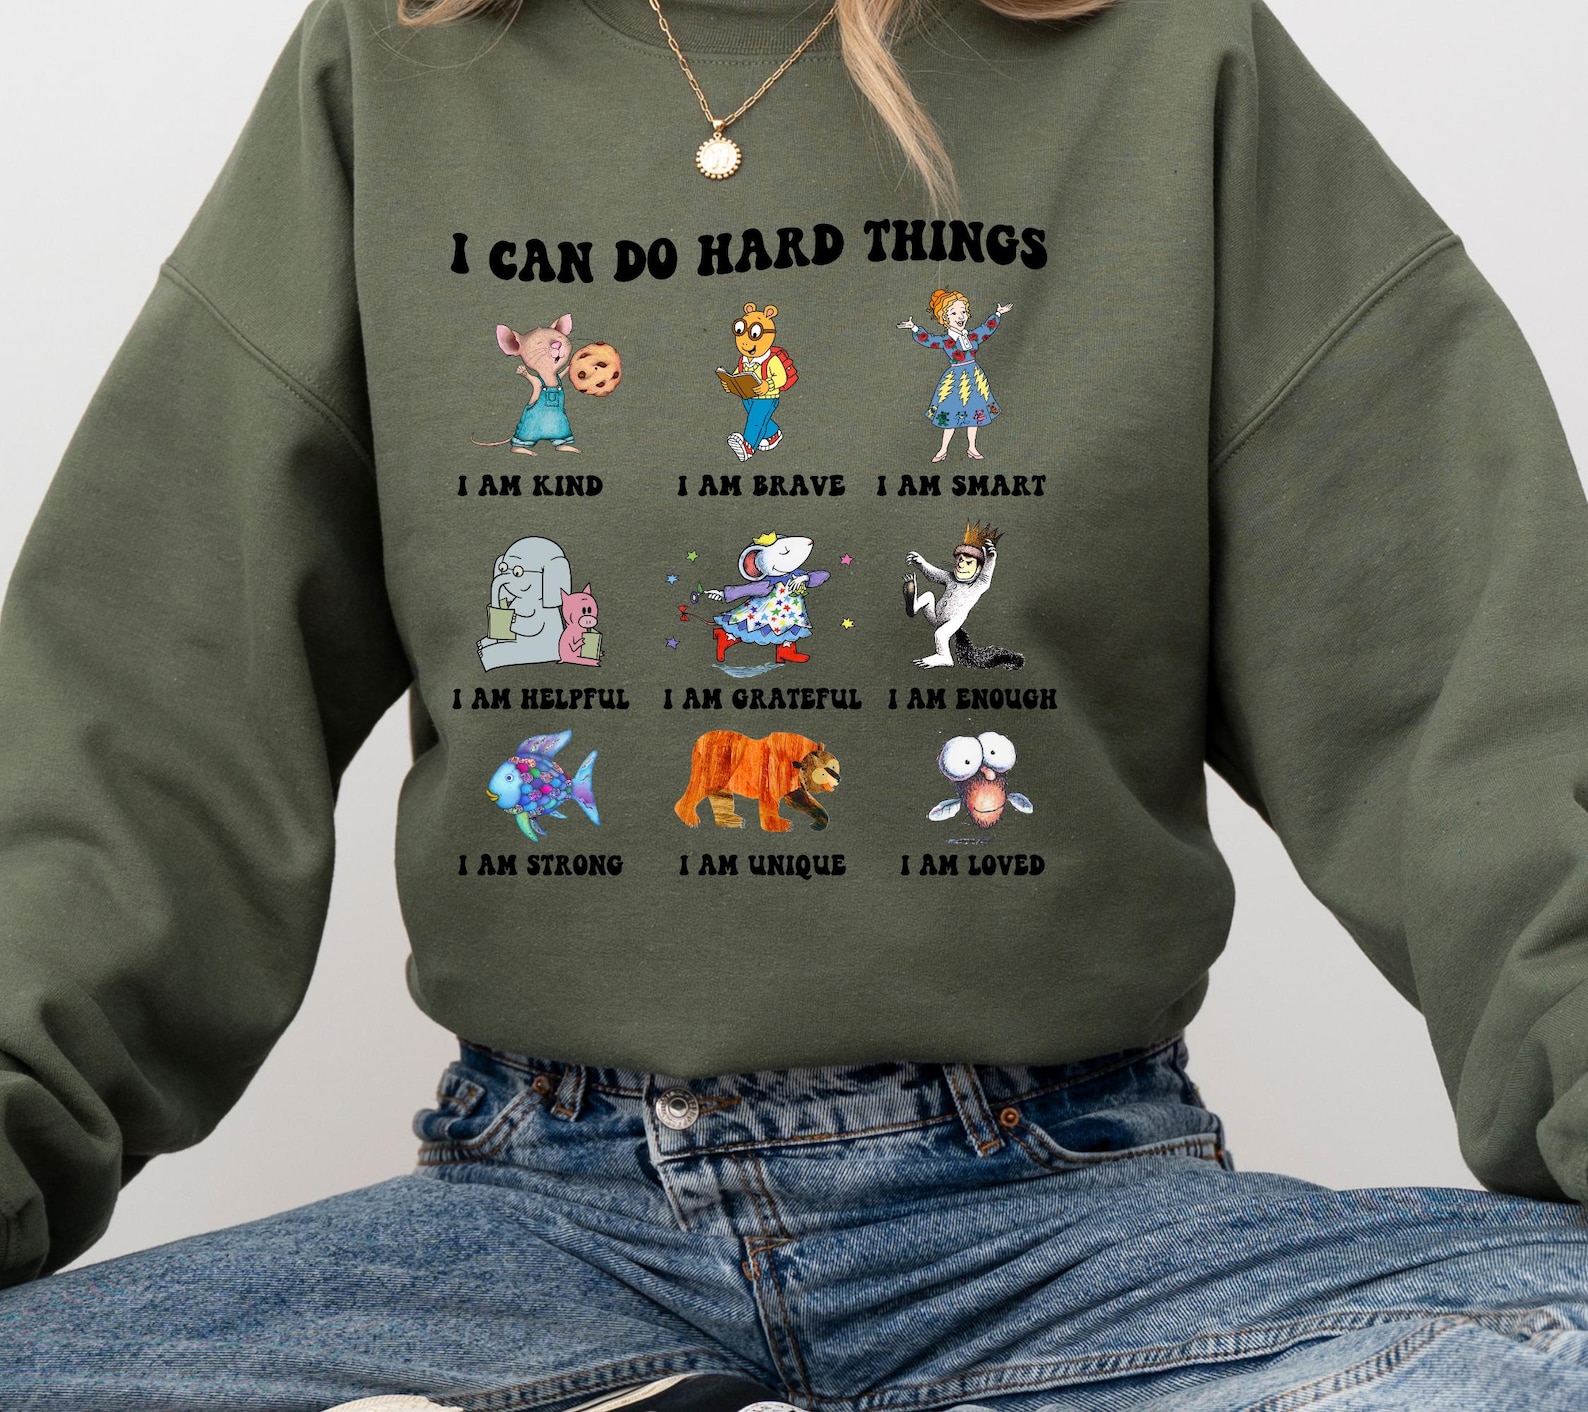 I CAN DO HARD THINGS
I AM KIND I AM BRAVE I AM SMART
I AM HELPFUL I AM GRATEFUL I AM ENOUGH
I AM STRONG I AM UNIQUE I AM LOVED